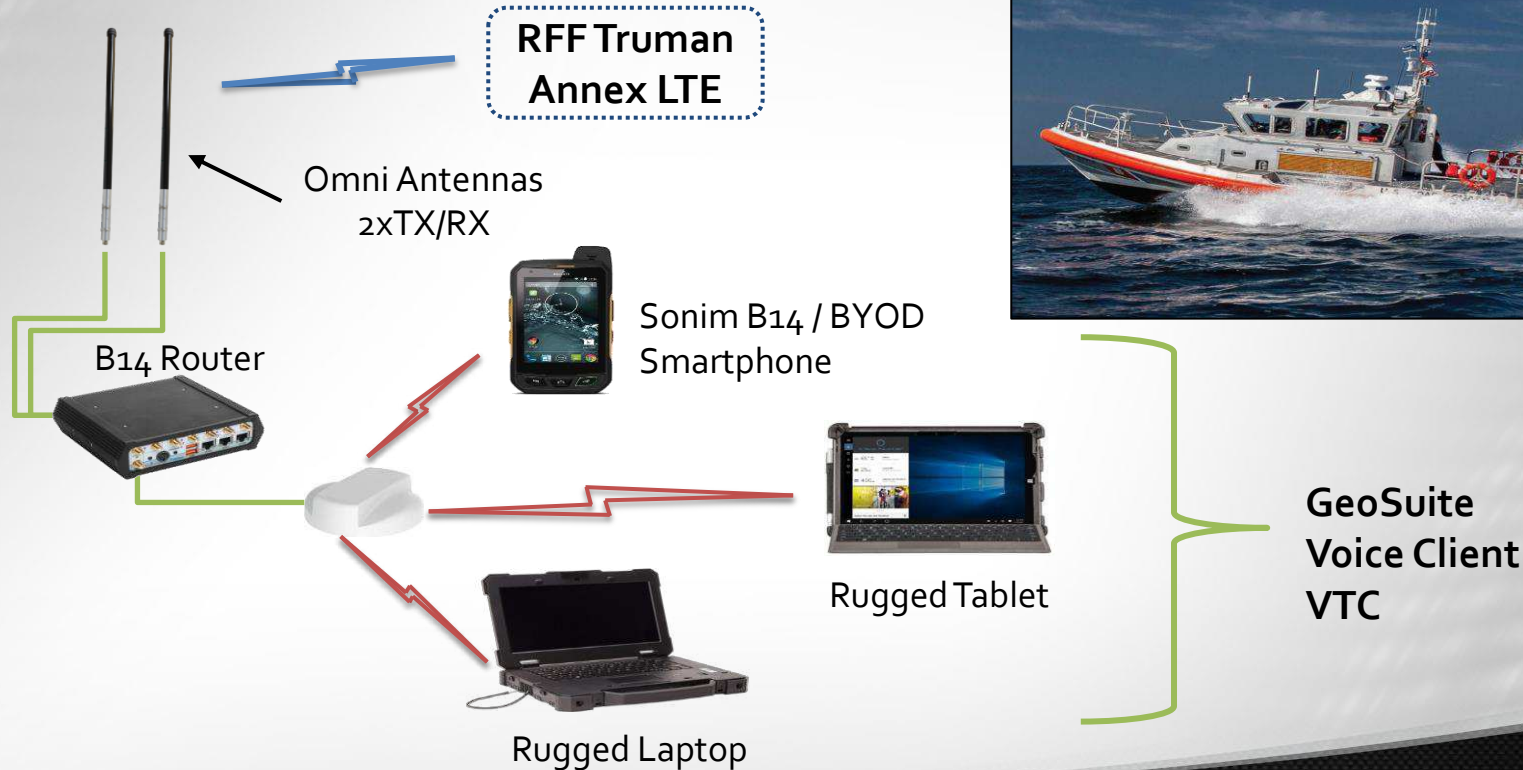 RFF Truman
Annex LTE
Omni Antennas
2xTX/RX
B14 Router
Sonim B14 / BYOD
Smartphone
Rugged Tablet
Rugged Laptop
GeoSuite
Voice Client
VTC